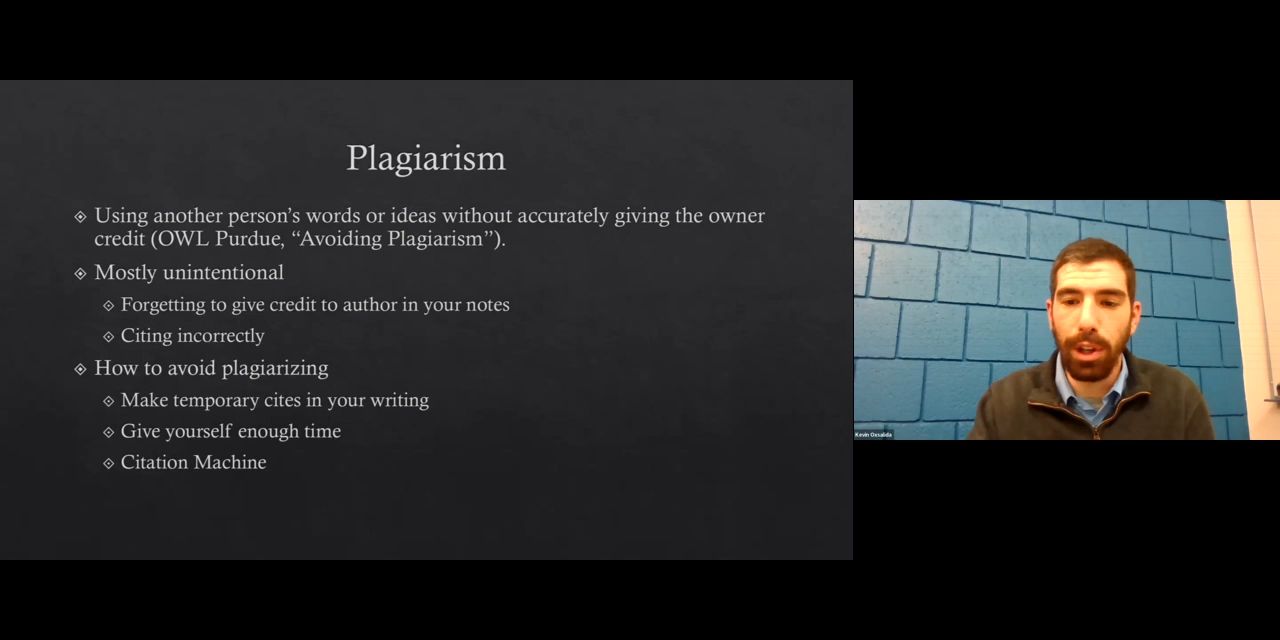 Plagiarism
Using another person’s words or ideas without accurately giving the owner
credit (OWL Purdue, “Avoiding Plagiarism”).
Mostly unintentional
Forgetting to give credit to author in your notes
Citing incorrectly
How to avoid plagiarizing
Make temporary cites in your writing
Give yourself enough time
Citation Machine
Kevin Oxsalida